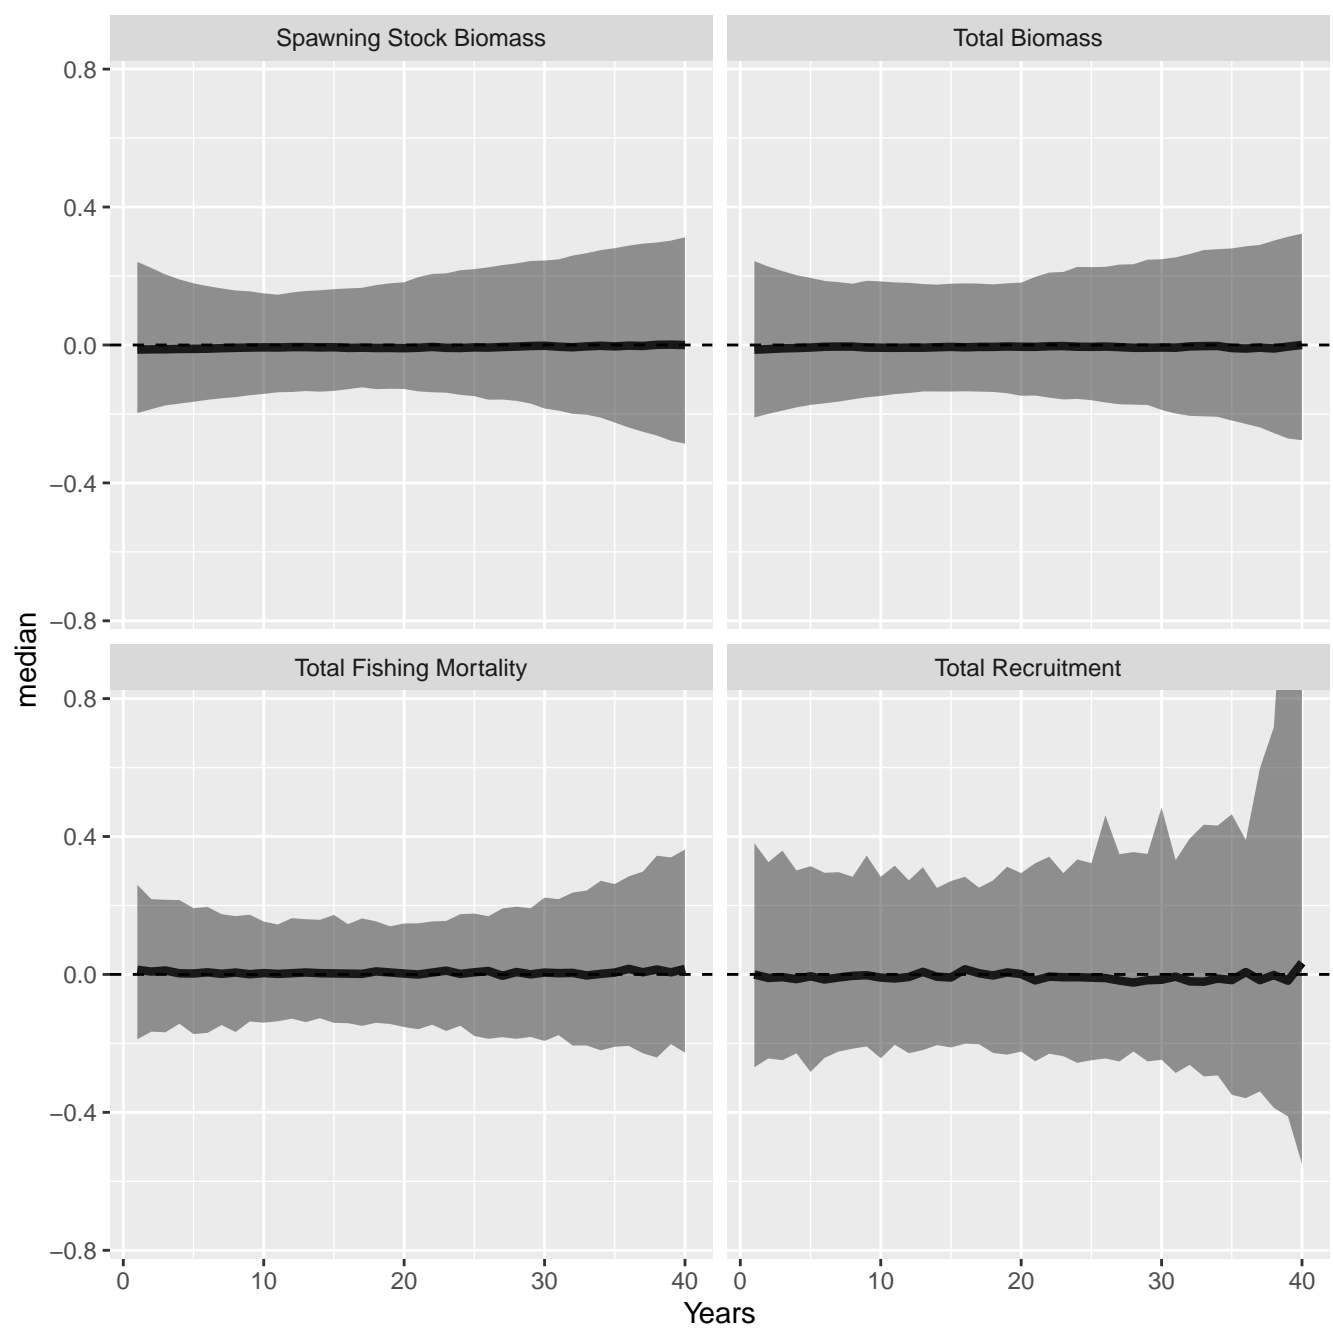 Spawning Stock Biomass
Total Biomass
0.8
0.4
0.0
−0.4
−0.8
Total Fishing Mortality
Total Recruitment
0.8
0.4
0.0
−0.4
−0.8
median
0 10 20 30 40
0 10 20 30 40
Years